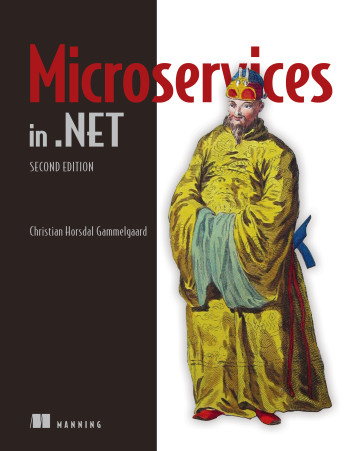 Microservices
in .NET
SECOND EDITION
Christian Horsdal Gammelgaard
MANNING